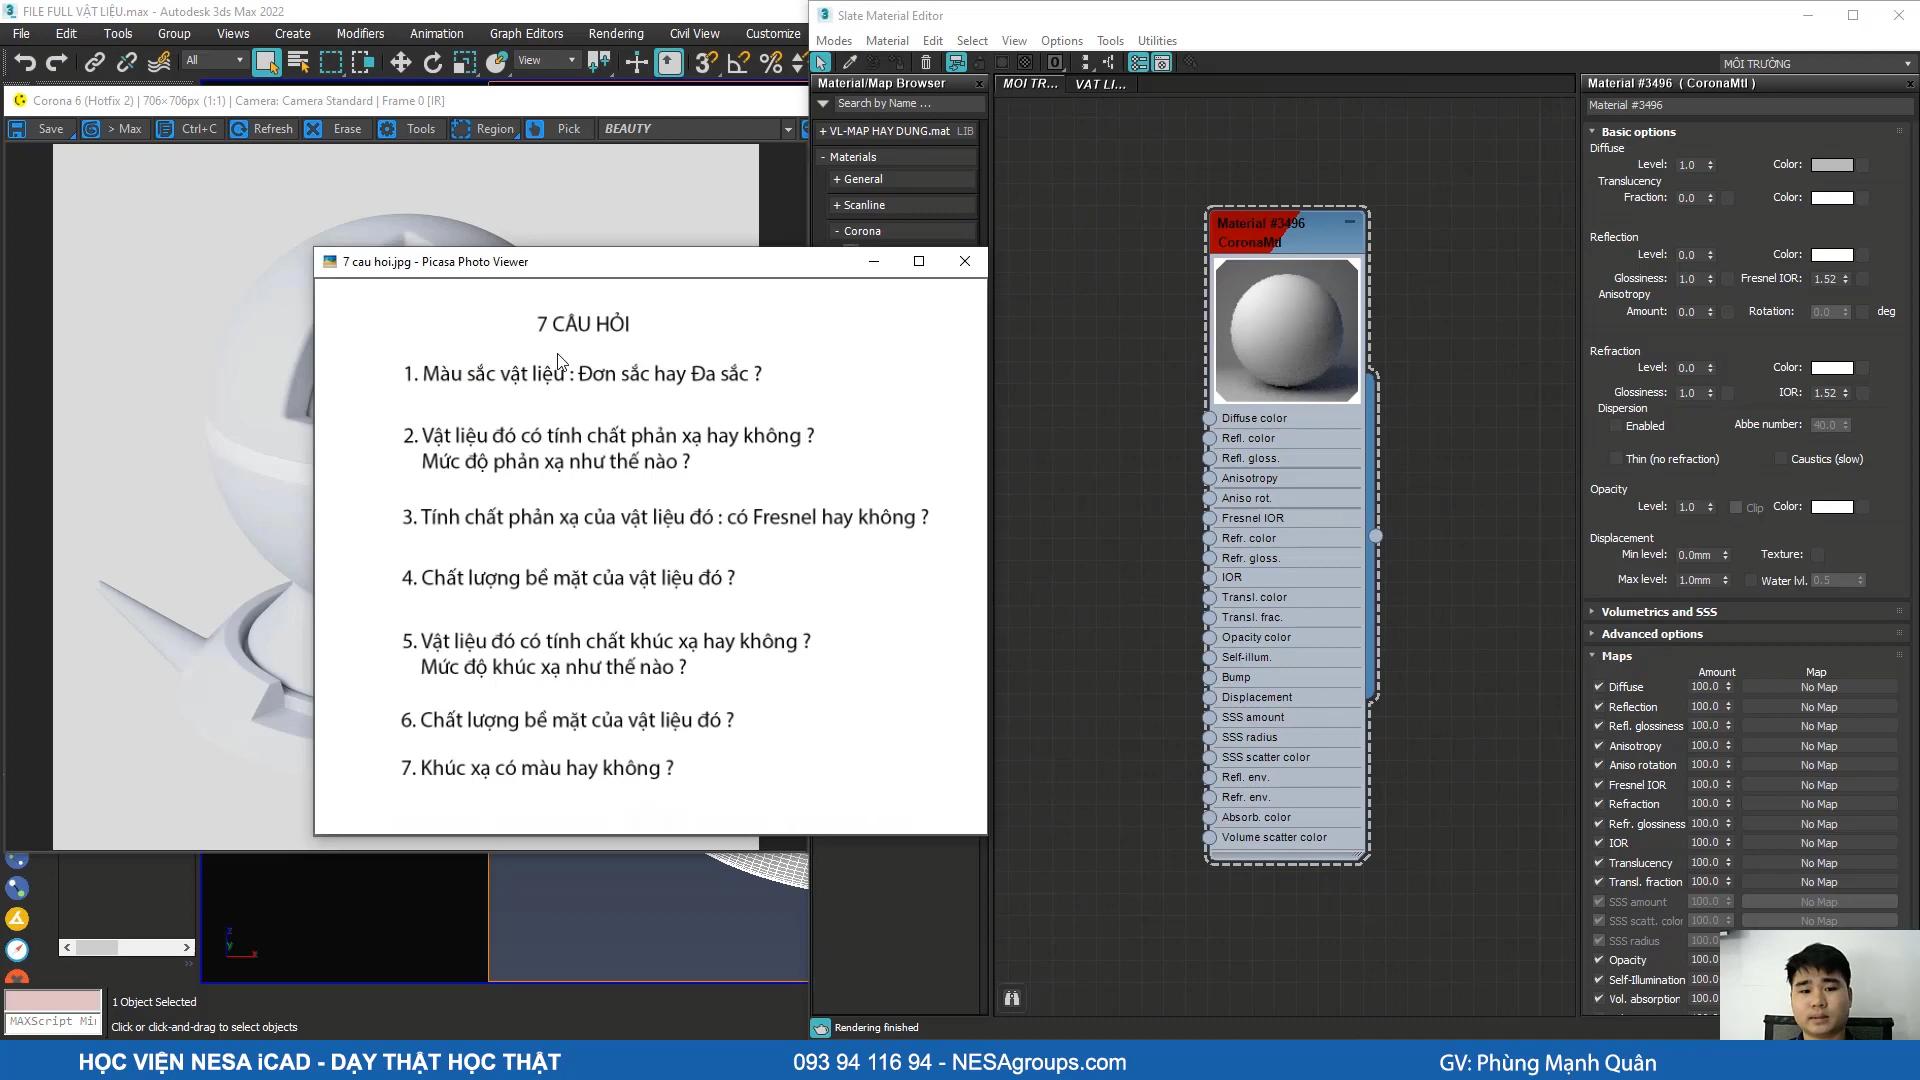 FILE FULL VẬT LIỆU.max - Autodesk 3ds Max 2022
File Edit Tools Group Views Create Modifiers Animation Graph Editors Rendering Civil View Customize
All View
Corona 6 (Hotfix 2) | 706×706px (1:1) | Camera: Camera Standard | Frame 0 [IR]
Save > Max Ctrl+C Refresh Erase Tools Region Pick BEAUTY
7 cau hoi.jpg - Picasa Photo Viewer
7 CÂU HỎI
1. Màu sắc vật liệu : Đơn sắc hay Đa sắc ?
2. Vật liệu đó có tính chất phản xạ hay không ?
Mức độ phản xạ như thế nào ?
3. Tính chất phản xạ của vật liệu đó : có Fresnel hay không ?
4. Chất lượng bề mặt của vật liệu đó ?
5. Vật liệu đó có tính chất khúc xạ hay không ?
Mức độ khúc xạ như thế nào ?
6. Chất lượng bề mặt của vật liệu đó ?
7. Khúc xạ có màu hay không ?
1 Object Selected
MAXScript Mi
Click or click-and-drag to select objects
Slate Material Editor
Modes Material Edit Select View Options Tools Utilities
MÔI TRƯỜNG
Material/Map Browser
Search by Name ...
+ VL-MAP HAY DUNG.mat LIB
- Materials
+ General
+ Scanline
- Corona
Rendering finished
MOI TR... VAT LI...
Material #3496
CoronaMtl
Diffuse color
Refl. color
Refl. gloss.
Anisotropy
Aniso rot.
Fresnel IOR
Refr. color
Refr. gloss.
IOR
Transl. color
Transl. frac.
Opacity color
Self-illum.
Bump
Displacement
SSS amount
SSS radius
SSS scatter color
Refl. env.
Refr. env.
Absorb. color
Volume scatter color
Material #3496 ( CoronaMtl )
Material #3496
Basic options
Diffuse
Level: 1.0 Color:
Translucency
Fraction: 0.0 Color:
Reflection
Level: 0.0 Color:
Glossiness: 1.0 Fresnel IOR: 1.52
Anisotropy
Amount: 0.0 Rotation: 0.0 deg
Refraction
Level: 0.0 Color:
Glossiness: 1.0 IOR: 1.52
Dispersion
Enabled Abbe number: 40.0
Thin (no refraction) Caustics (slow)
Opacity
Level: 1.0 Clip Color:
Displacement
Min level: 0.0mm Texture:
Max level: 1.0mm Water lvl. 0.5
Volumetrics and SSS
Advanced options
Maps
Amount Map
Diffuse 100.0 No Map
Reflection 100.0 No Map
Refl. glossiness 100.0 No Map
Anisotropy 100.0 No Map
Aniso rotation 100.0 No Map
Fresnel IOR 100.0 No Map
Refraction 100.0 No Map
Refr. glossiness 100.0 No Map
IOR 100.0 No Map
Translucency 100.0 No Map
Transl. fraction 100.0 No Map
SSS amount 100.0 No Map
SSS scatt. color 100.0 No Map
SSS radius 100.0
Opacity 100.0
Self-Illumination 100.0
Vol. absorption 100.0
HỌC VIỆN NESA iCAD - DẠY THẬT HỌC THẬT
093 94 116 94 - NESAgroups.com
GV: Phùng Mạnh Quân